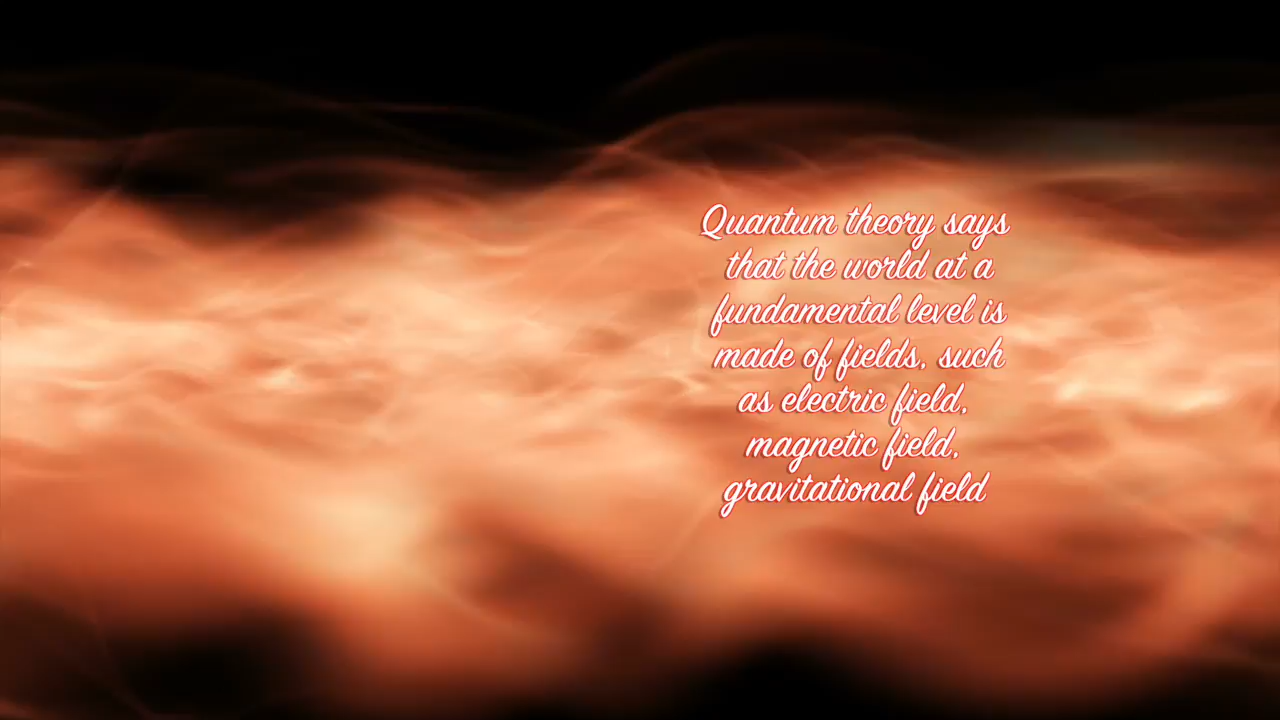 Quantum theory says
that the world at a
fundamental level is
made of fields, such
as electric field,
magnetic field,
gravitational field